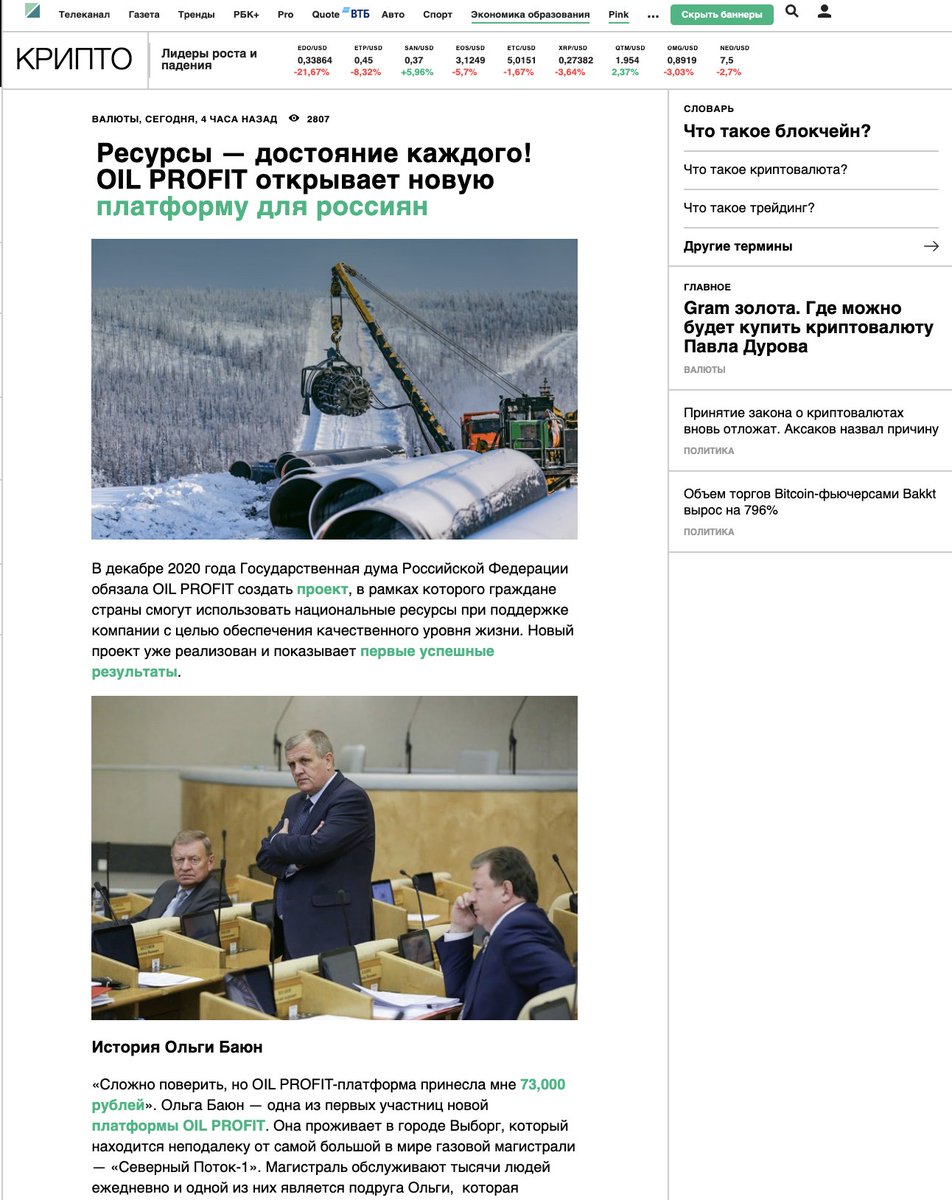 Телеканал Газета Тренды РБК+ Pro Quote ВТБ Авто Спорт Экономика образования Pink ... Скрыть баннеры
КРИПТО
Лидеры роста и
падения
EDO/USD ETP/USD SAN/USD EOS/USD ETC/USD XRP/USD QTM/USD OMG/USD NEO/USD
0,33864 0,45 0,37 3,1249 5,0151 0,27382 1.954 0,8919 7,5
-21,67% -8,32% +5,96% -5,7% -1,67% -3,64% 2,37% -3,03% -2,7%
ВАЛЮТЫ, СЕГОДНЯ, 4 ЧАСА НАЗАД 2807
Ресурсы — достояние каждого!
OIL PROFIT открывает новую
платформу для россиян
В декабре 2020 года Государственная дума Российской Федерации
обязала OIL PROFIT создать проект, в рамках которого граждане
страны смогут использовать национальные ресурсы при поддержке
компании с целью обеспечения качественного уровня жизни. Новый
проект уже реализован и показывает первые успешные
результаты.
История Ольги Баюн
«Сложно поверить, но OIL PROFIT-платформа принесла мне 73,000
рублей». Ольга Баюн — одна из первых участниц новой
платформы OIL PROFIT. Она проживает в городе Выборг, который
находится неподалеку от самой большой в мире газовой магистрали
— «Северный Поток-1». Магистраль обслуживают тысячи людей
ежедневно и одной из них является подруга Ольги, которая
СЛОВАРЬ
Что такое блокчейн?
Что такое криптовалюта?
Что такое трейдинг?
Другие термины
ГЛАВНОЕ
Gram золота. Где можно
будет купить криптовалюту
Павла Дурова
ВАЛЮТЫ
Принятие закона о криптовалютах
вновь отложат. Аксаков назвал причину
ПОЛИТИКА
Объем торгов Bitcoin-фьючерсами Bakkt
вырос на 796%
ПОЛИТИКА